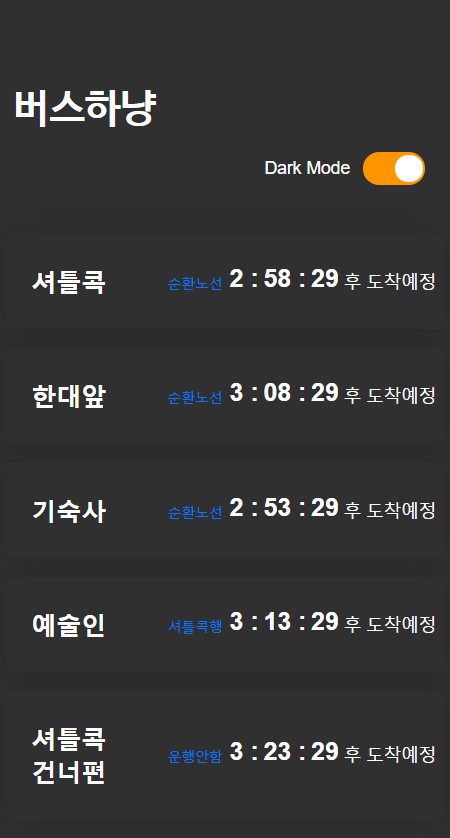 버스하냥
Dark Mode
셔틀콕 순환노선 2 : 58 : 29 후 도착예정
한대앞 순환노선 3 : 08 : 29 후 도착예정
기숙사 순환노선 2 : 53 : 29 후 도착예정
예술인 셔틀콕행 3 : 13 : 29 후 도착예정
셔틀콕
건너편 운행안함 3 : 23 : 29 후 도착예정